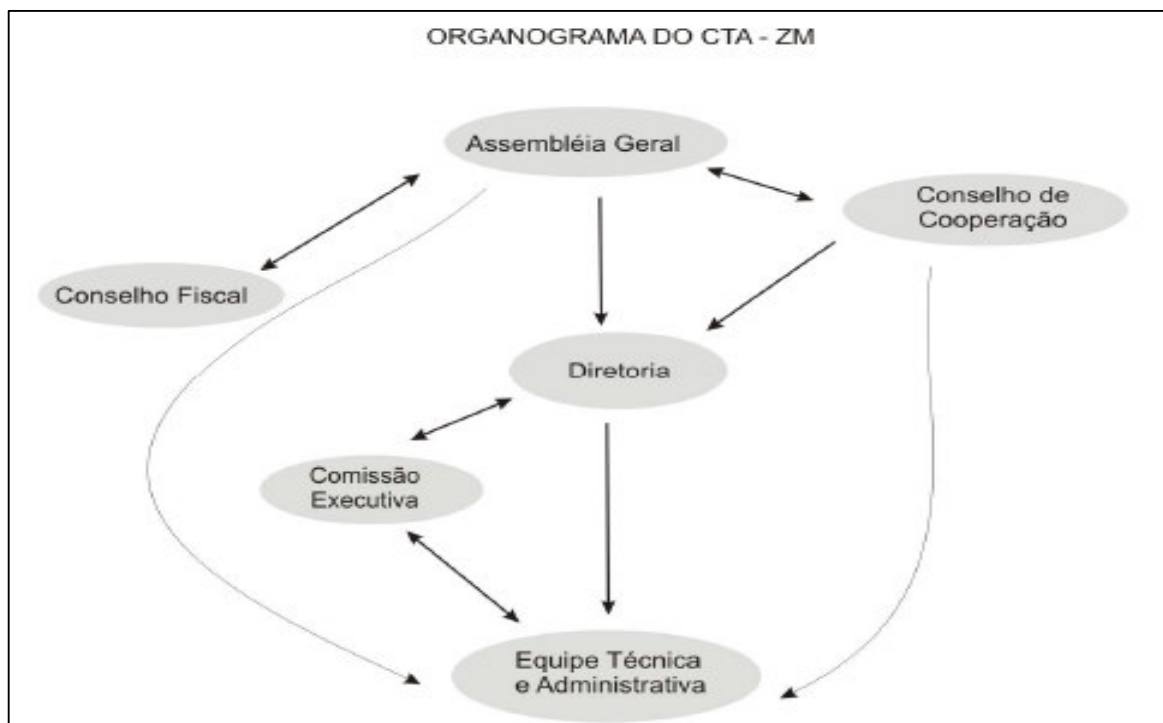 ORGANOGRAMA DO CTA - ZM
Assembléia Geral
Conselho de
Cooperação
Conselho Fiscal
Diretoria
Comissão
Executiva
Equipe Técnica
e Administrativa